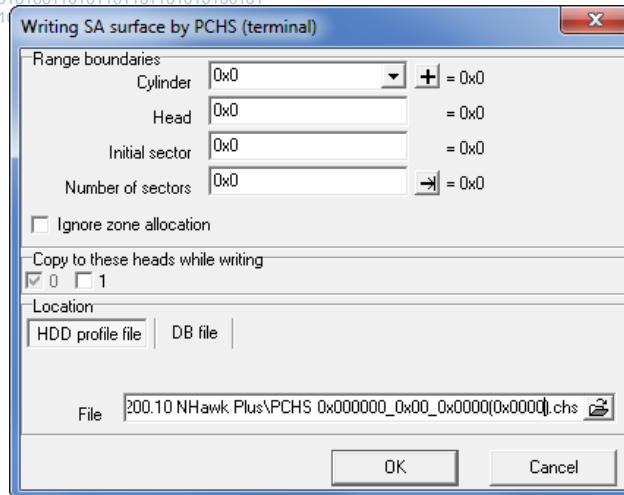 Writing SA surface by PCHS (terminal)
Range boundaries
Cylinder 0x0 + = 0x0
Head 0x0 = 0x0
Initial sector 0x0 = 0x0
Number of sectors 0x0 = 0x0
Ignore zone allocation
Copy to these heads while writing
0 1
Location
HDD profile file DB file
File 200.10 NHawk Plus\PCHS 0x000000_0x00_0x0000(0x0000).chs
OK Cancel